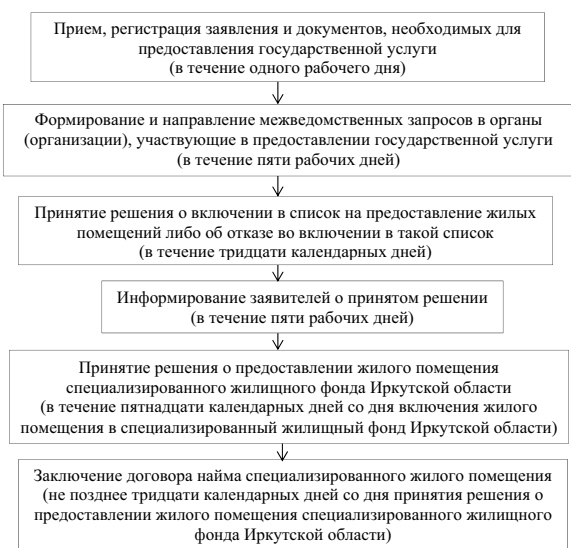 Прием, регистрация заявления и документов, необходимых для
предоставления государственной услуги
(в течение одного рабочего дня)
Формирование и направление межведомственных запросов в органы
(организации), участвующие в предоставлении государственной услуги
(в течение пяти рабочих дней)
Принятие решения о включении в список на предоставление жилых
помещений либо об отказе во включении в такой список
(в течение тридцати календарных дней)
Информирование заявителей о принятом решении
(в течение пяти рабочих дней)
Принятие решения о предоставлении жилого помещения
специализированного жилищного фонда Иркутской области
(в течение пятнадцати календарных дней со дня включения жилого
помещения в специализированный жилищный фонд Иркутской области)
Заключение договора найма специализированного жилого помещения
(не позднее тридцати календарных дней со дня принятия решения о
предоставлении жилого помещения специализированного жилищного
фонда Иркутской области)